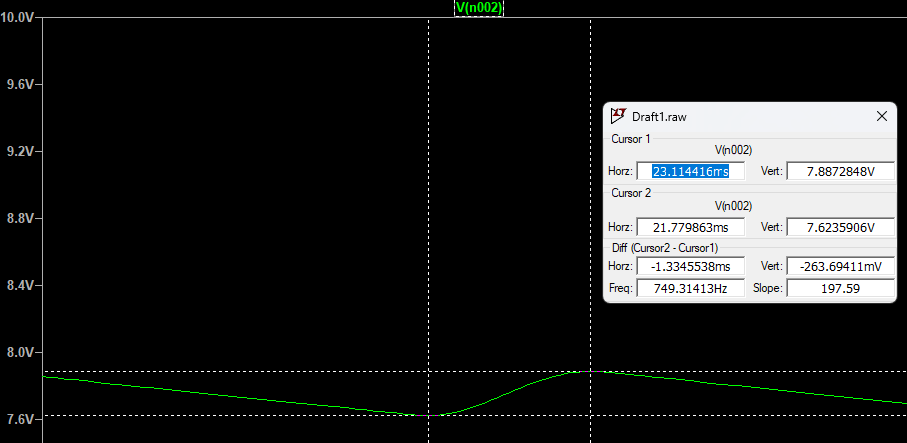 V(n002)
10.0V
9.6V
9.2V
8.8V
8.4V
8.0V
7.6V
Draft1.raw
Cursor 1
V(n002)
Horz: 23.114416ms Vert: 7.8872848V
Cursor 2
V(n002)
Horz: 21.779863ms Vert: 7.6235906V
Diff (Cursor2 - Cursor1)
Horz: -1.3345538ms Vert: -263.69411mV
Freq: 749.31413Hz Slope: 197.59